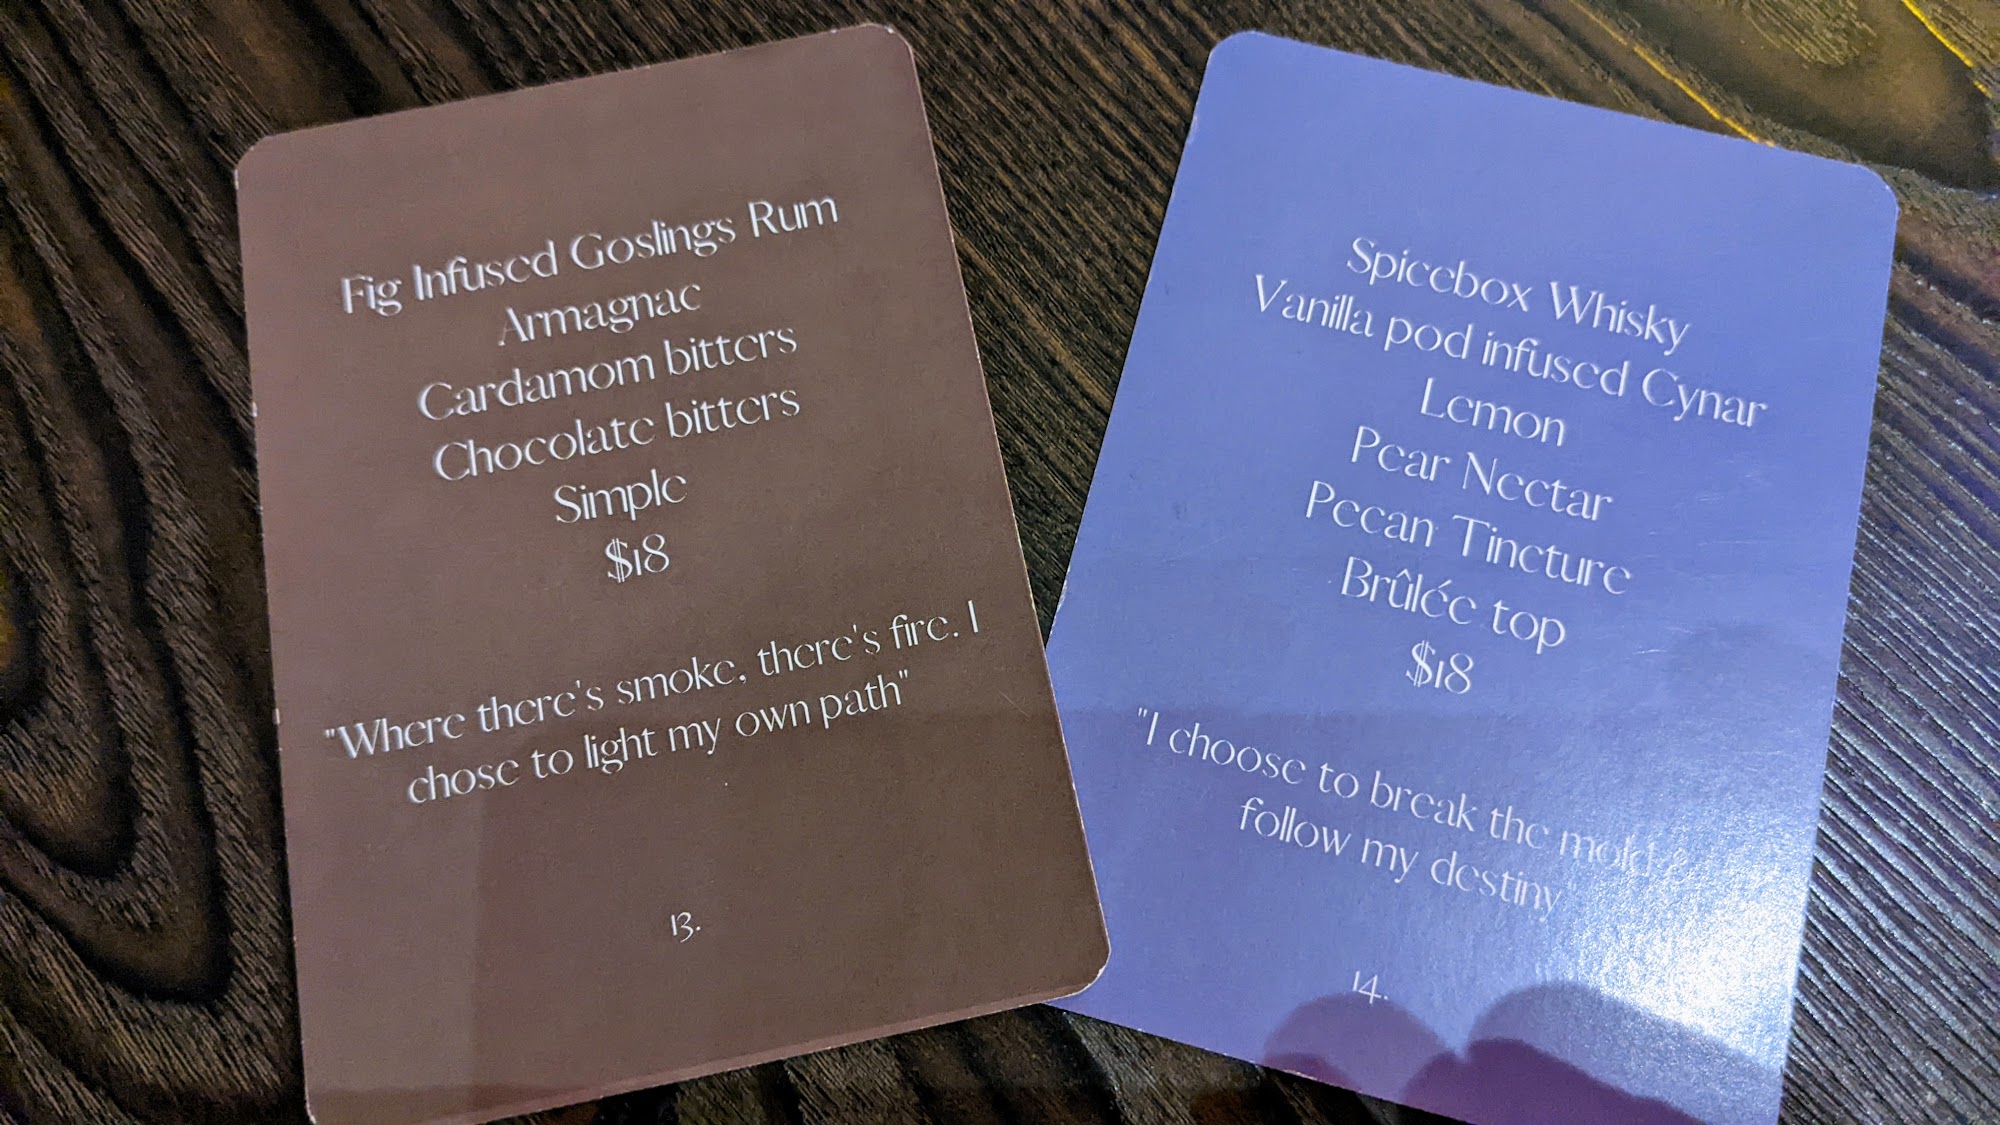 Fig Infused Goslings Rum
Armagnac
Cardamom bitters
Chocolate bitters
Simple
$18
"Where there's smoke, there's fire. I
chose to light my own path"
13.
Spicebox Whisky
Vanilla pod infused Cynar
Lemon
Pear Nectar
Pecan Tincture
Brûlée top
$18
"I choose to break the mold &
follow my destiny
14.